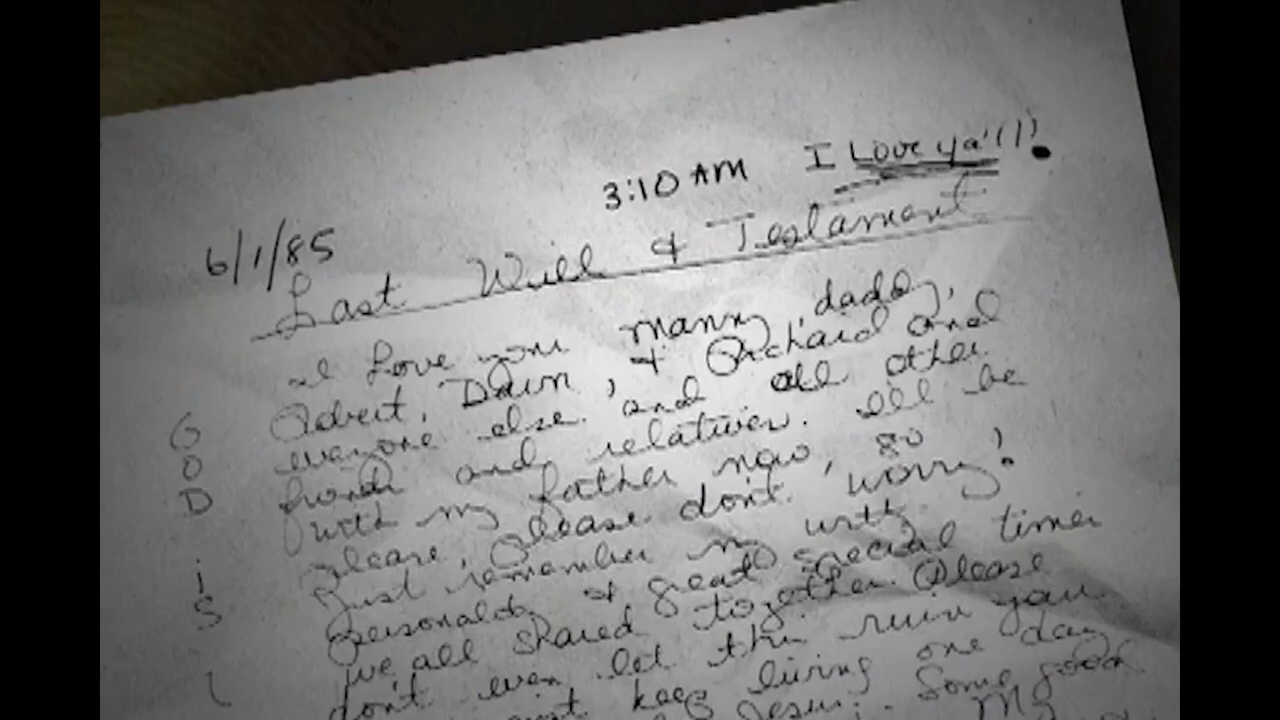 3:10 AM I Love ya'll!
6/1/85
Last Will & Testament
I Love you mama, daddy,
Robert, Dawn, & Richard and
G everyone else and all other
O friends and relatives. I'll be
D with my father now, so
please, please don't worry!
i Just remember my witty
S personality & great special times
we all shared together. Please
L don't ever let this ruin your
just keep living one day
Jesus. Some good
My